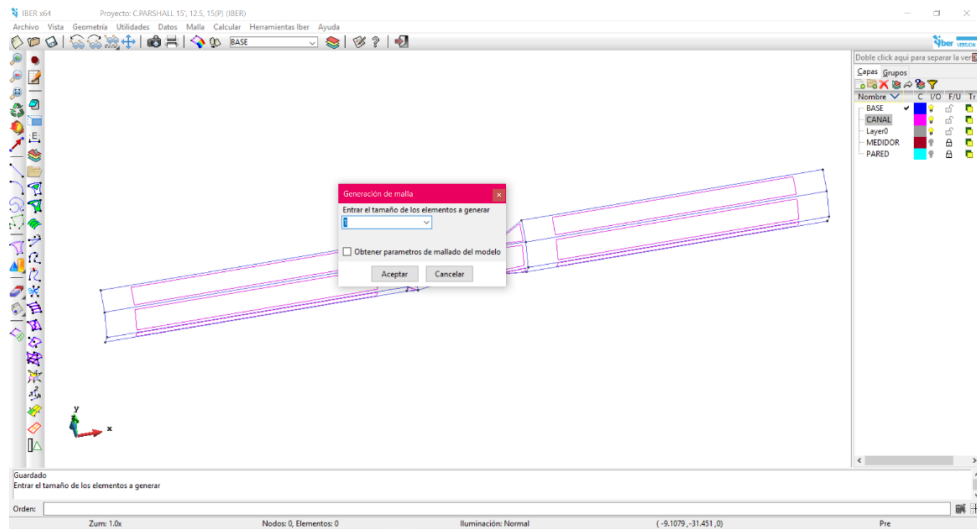 IBER x64 Proyecto: C.PARSHALL 15', 12.5, 15(P) (IBER)
Archivo Vista Geometría Utilidades Datos Malla Calcular Herramientas Iber Ayuda
BASE
iber VERSION
Doble click aquí para separar la ver
Capas Grupos
Nombre C I/O F/U Tr
BASE
CANAL
Layer0
MEDIDOR
PARED
Generación de malla
Entrar el tamaño de los elementos a generar
1
Obtener parametros de mallado del modelo
Aceptar Cancelar
y
x
Guardado
Entrar el tamaño de los elementos a generar
Orden:
Zum: 1.0x Nodos: 0, Elementos: 0 Iluminación: Normal ( -9.1079 ,-31.451 ,0) Pre